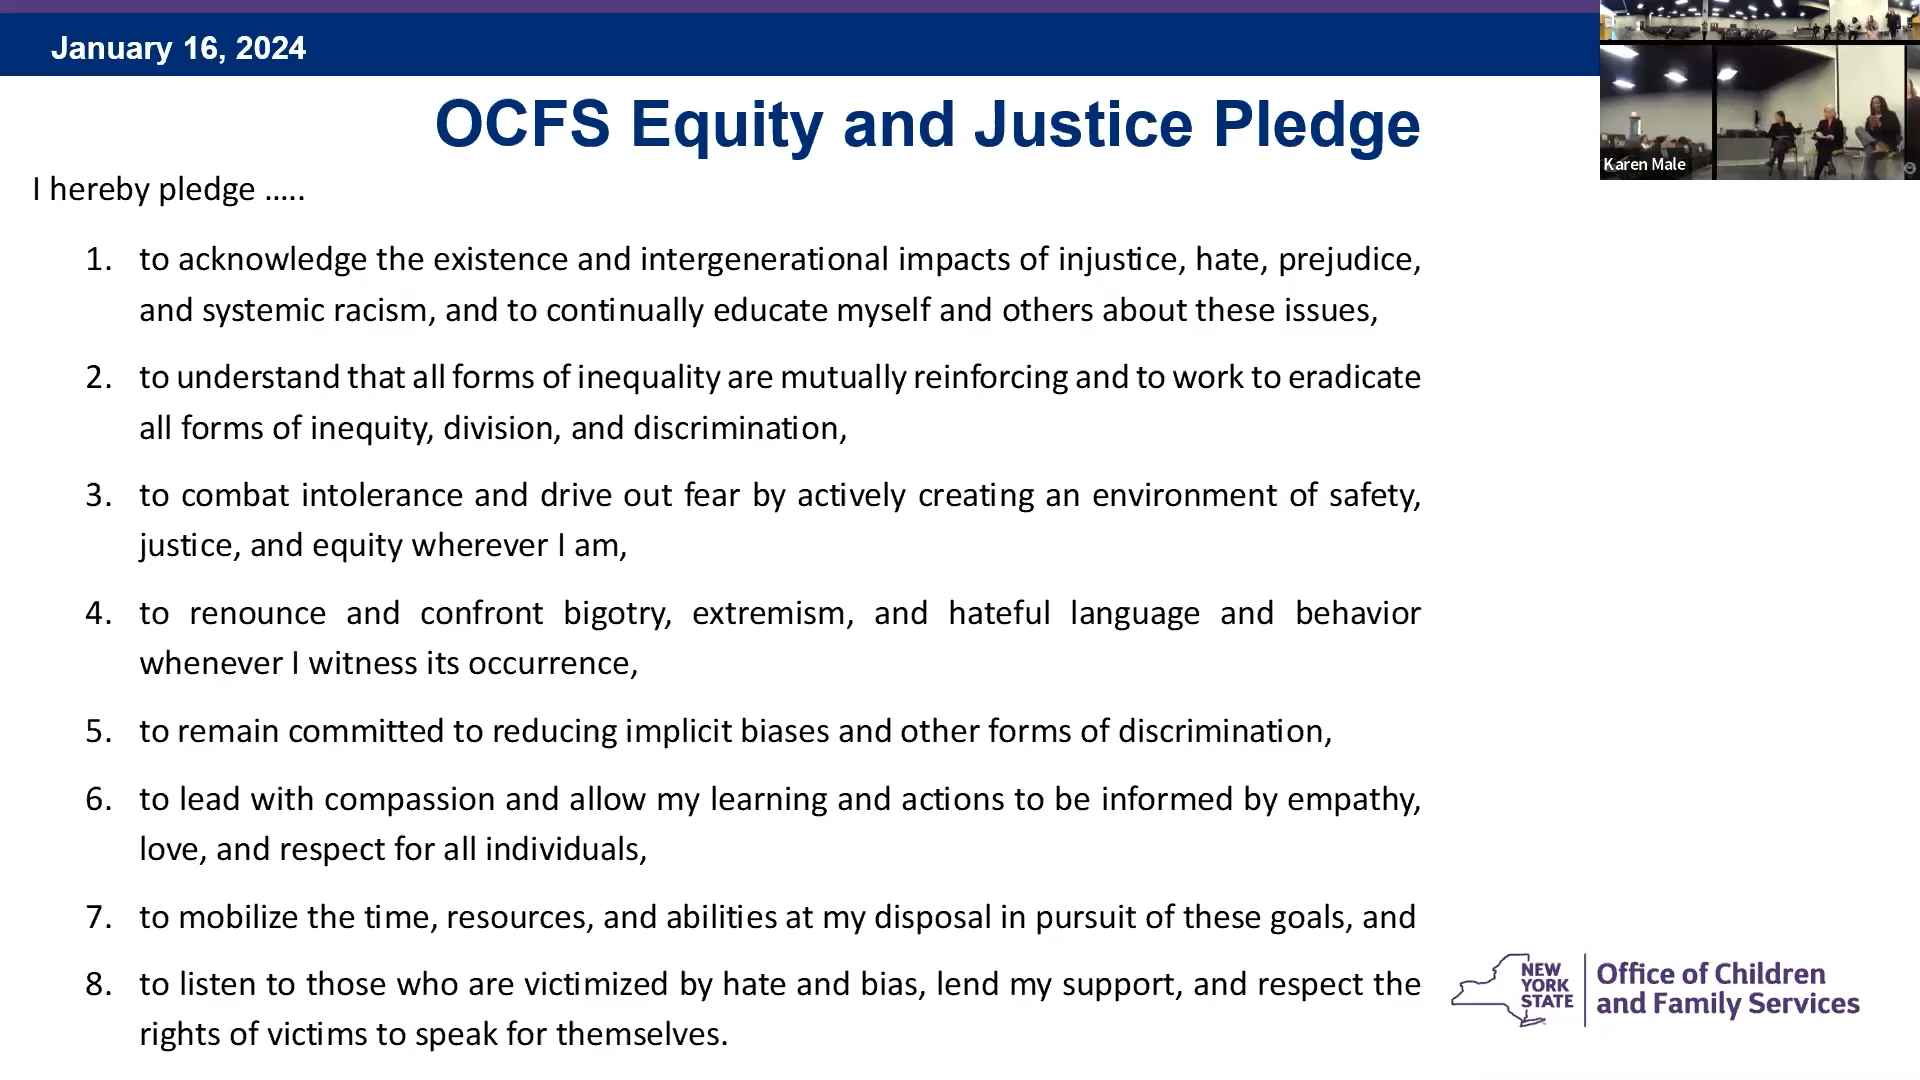 January 16, 2024
Karen Male
OCFS Equity and Justice Pledge
I hereby pledge .....
1. to acknowledge the existence and intergenerational impacts of injustice, hate, prejudice,
and systemic racism, and to continually educate myself and others about these issues,
2. to understand that all forms of inequality are mutually reinforcing and to work to eradicate
all forms of inequity, division, and discrimination,
3. to combat intolerance and drive out fear by actively creating an environment of safety,
justice, and equity wherever I am,
4. to renounce and confront bigotry, extremism, and hateful language and behavior
whenever I witness its occurrence,
5. to remain committed to reducing implicit biases and other forms of discrimination,
6. to lead with compassion and allow my learning and actions to be informed by empathy,
love, and respect for all individuals,
7. to mobilize the time, resources, and abilities at my disposal in pursuit of these goals, and
8. to listen to those who are victimized by hate and bias, lend my support, and respect the
rights of victims to speak for themselves.
NEW
YORK
STATE
Office of Children
and Family Services